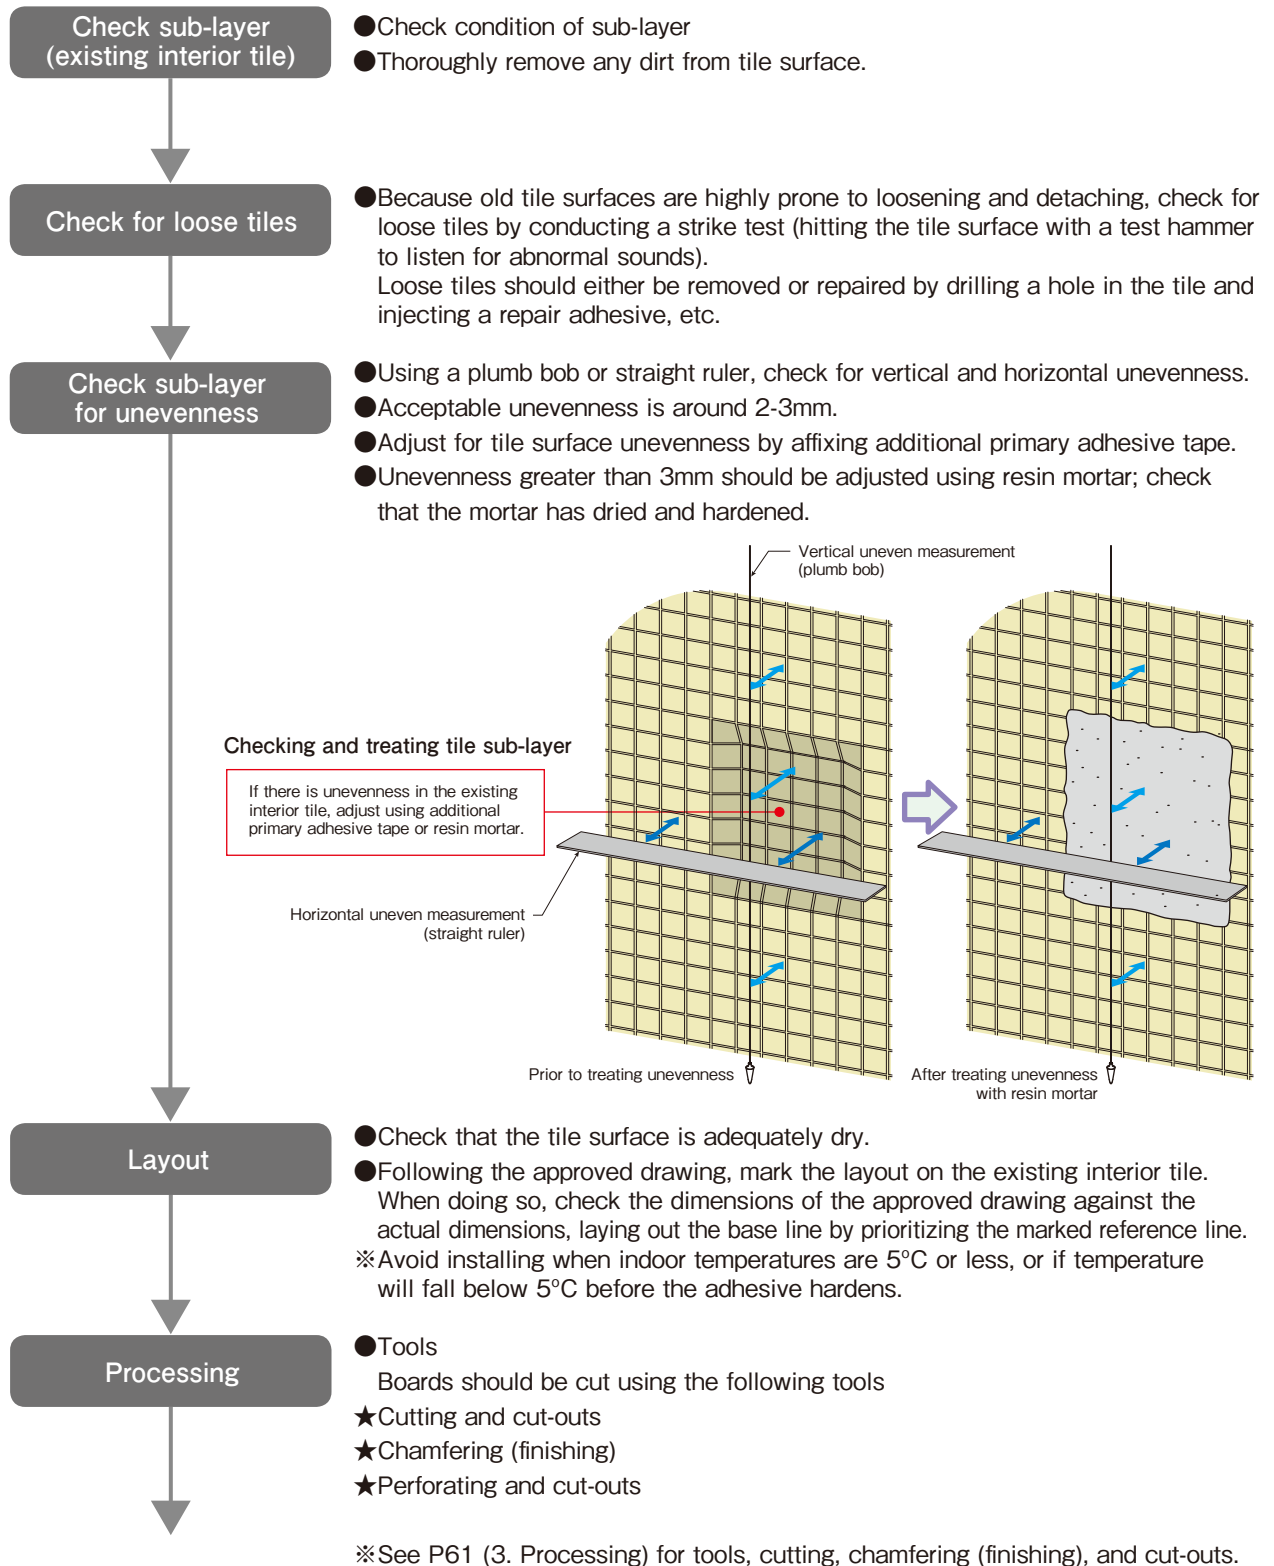 Check sub-layer
(existing interior tile)
●Check condition of sub-layer
●Thoroughly remove any dirt from tile surface.
Check for loose tiles
●Because old tile surfaces are highly prone to loosening and detaching, check for
loose tiles by conducting a strike test (hitting the tile surface with a test hammer
to listen for abnormal sounds).
Loose tiles should either be removed or repaired by drilling a hole in the tile and
injecting a repair adhesive, etc.
Check sub-layer
for unevenness
●Using a plumb bob or straight ruler, check for vertical and horizontal unevenness.
●Acceptable unevenness is around 2-3mm.
●Adjust for tile surface unevenness by affixing additional primary adhesive tape.
●Unevenness greater than 3mm should be adjusted using resin mortar; check
that the mortar has dried and hardened.
Vertical uneven measurement
(plumb bob)
Checking and treating tile sub-layer
If there is unevenness in the existing
interior tile, adjust using additional
primary adhesive tape or resin mortar.
Horizontal uneven measurement
(straight ruler)
Prior to treating unevenness
After treating unevenness
with resin mortar
Layout
●Check that the tile surface is adequately dry.
●Following the approved drawing, mark the layout on the existing interior tile.
When doing so, check the dimensions of the approved drawing against the
actual dimensions, laying out the base line by prioritizing the marked reference line.
※Avoid installing when indoor temperatures are 5ºC or less, or if temperature
will fall below 5ºC before the adhesive hardens.
Processing
●Tools
Boards should be cut using the following tools
★Cutting and cut-outs
★Chamfering (finishing)
★Perforating and cut-outs
※See P61 (3. Processing) for tools, cutting, chamfering (finishing), and cut-outs.